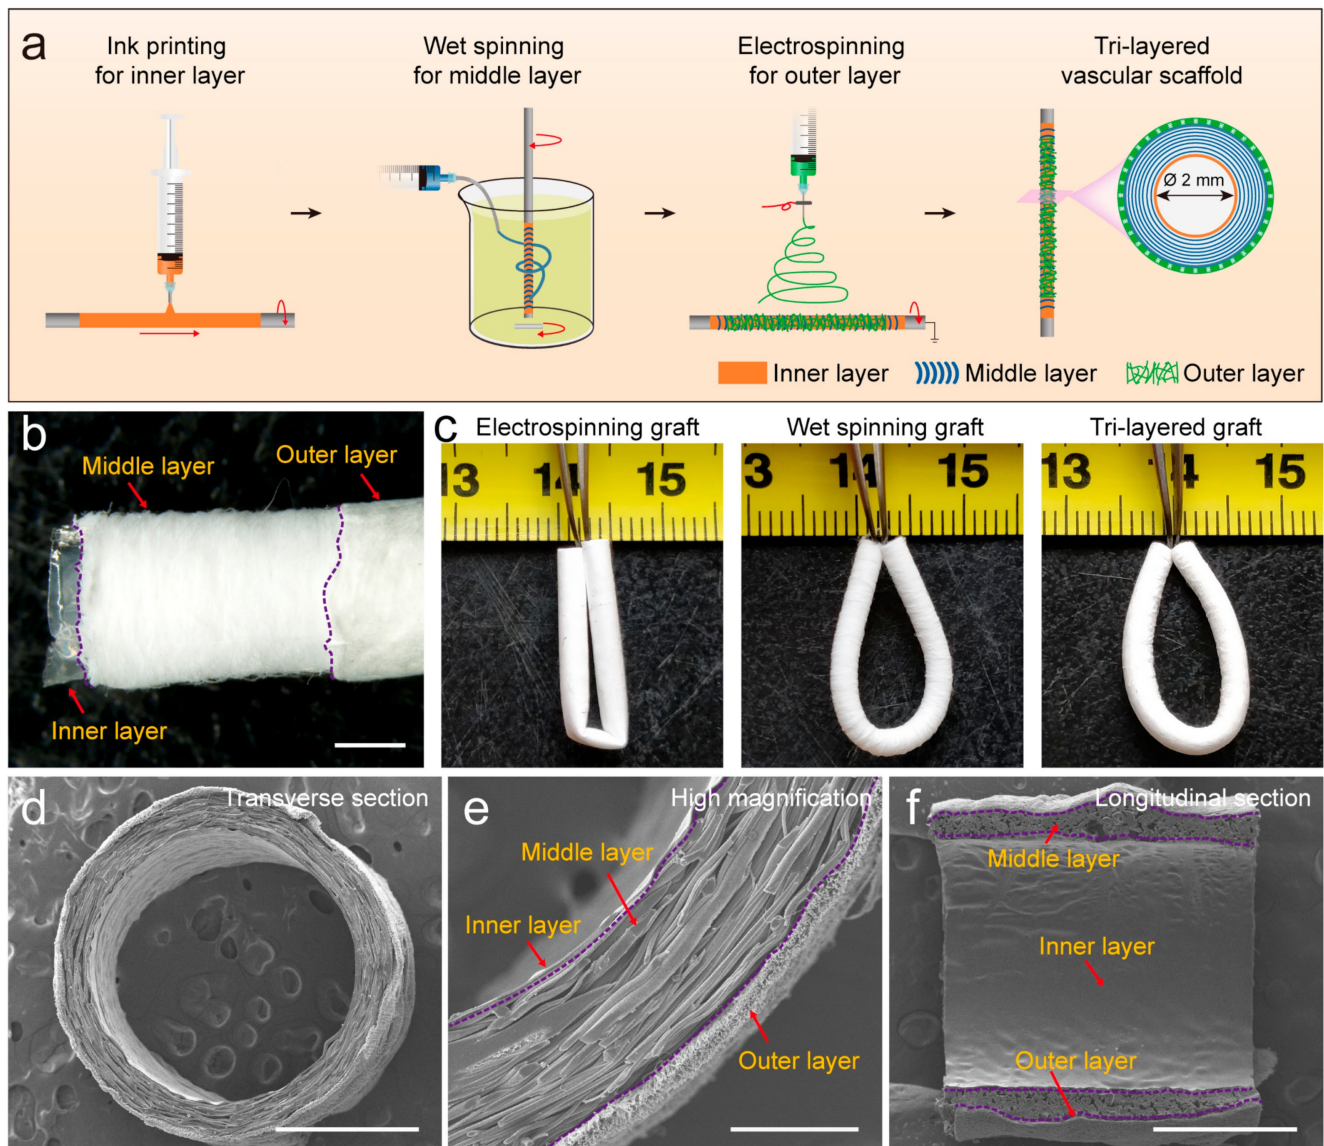 a
Ink printing
for inner layer
Wet spinning
for middle layer
Electrospinning
for outer layer
Tri-layered
vascular scaffold
Ø 2 mm
Inner layer
Middle layer
Outer layer
b
Middle layer
Outer layer
Inner layer
c
Electrospinning graft
13 14 15
Wet spinning graft
3 14 15
Tri-layered graft
13 14 15
d
Transverse section
e
High magnification
Middle layer
Inner layer
Outer layer
f
Longitudinal section
Middle layer
Inner layer
Outer layer